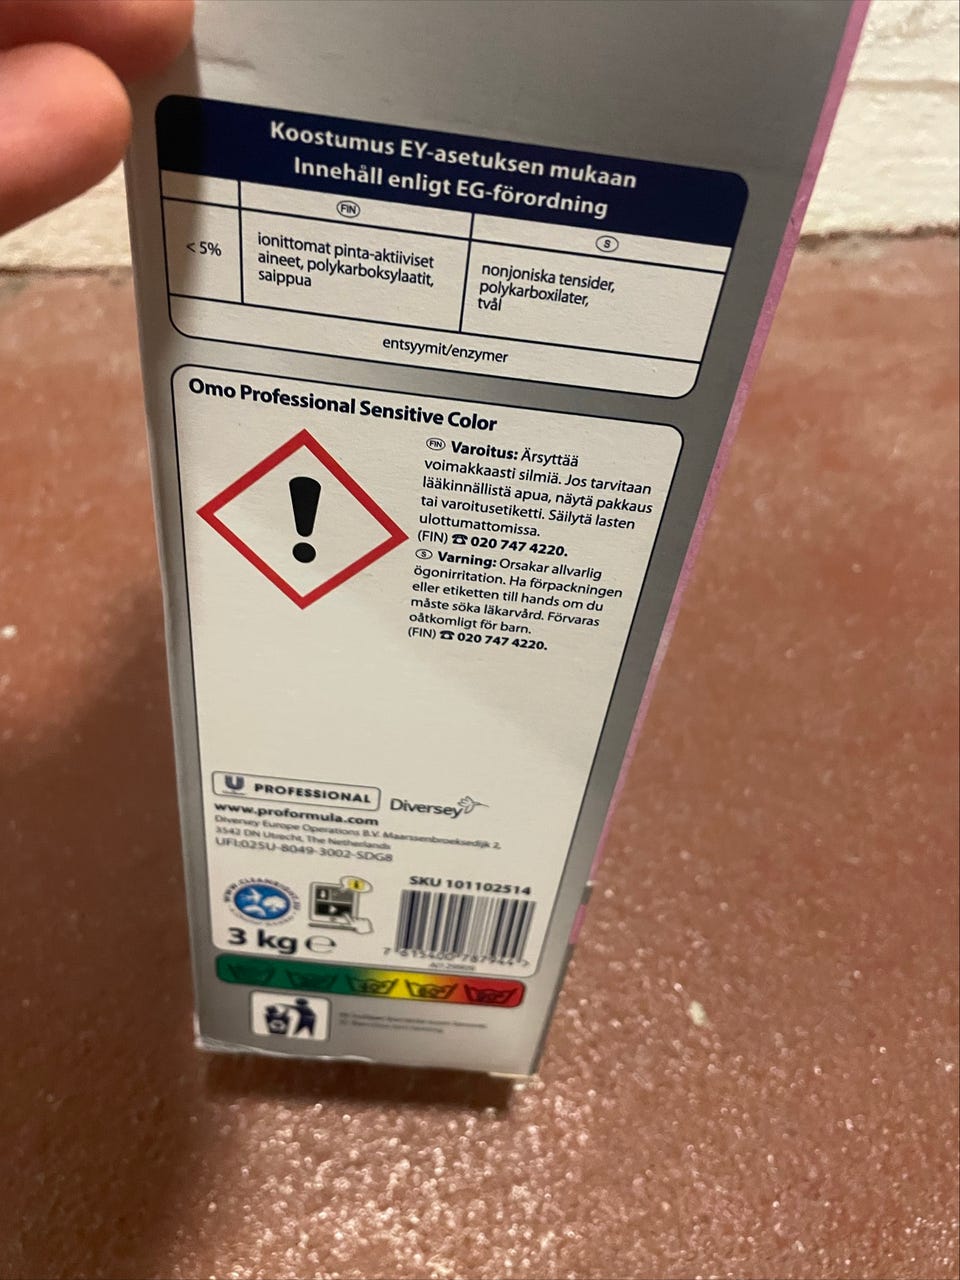 Koostumus EY-asetuksen mukaan
Innehåll enligt EG-förordning
FIN
S
< 5%
ionittomat pinta-aktiiviset
aineet, polykarboksylaatit,
saippua
nonjoniska tensider,
polykarboxilater,
tvål
entsyymit/enzymer
Omo Professional Sensitive Color
FIN Varoitus: Ärsyttää
voimakkaasti silmiä. Jos tarvitaan
lääkinnällistä apua, näytä pakkaus
tai varoitusetiketti. Säilytä lasten
ulottumattomissa.
(FIN) ☎ 020 747 4220.
S Varning: Orsakar allvarlig
ögonirritation. Ha förpackningen
eller etiketten till hands om du
måste söka läkarvård. Förvaras
oåtkomligt för barn.
(FIN) ☎ 020 747 4220.
U PROFESSIONAL
Diversey
www.proformula.com
Diversey Europe Operations B.V. Maarssenbroeksedijk 2,
3542 DN Utrecht, The Netherlands
UFI:025U-8049-3002-SDG8
SKU 101102514
3 kg ℮
40°
60°